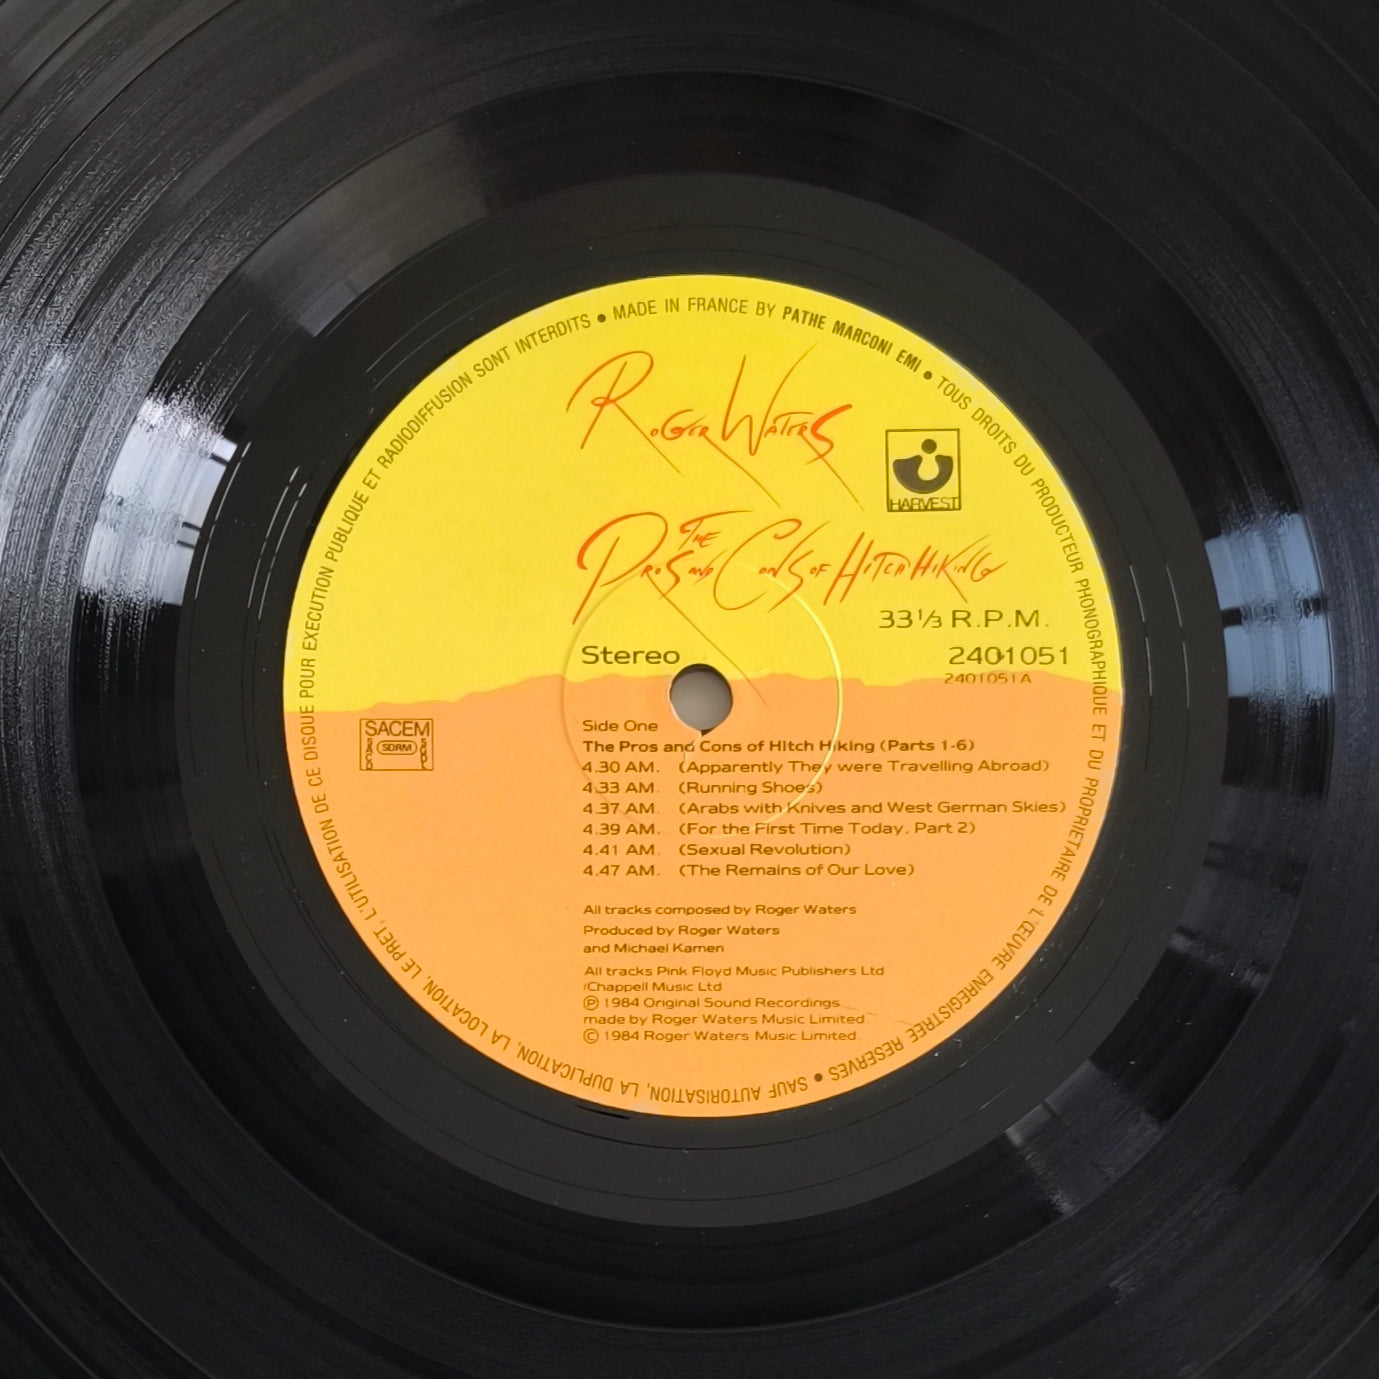 MADE IN FRANCE BY PATHE MARCONI EMI • TOUS DROITS DU PRODUCTEUR PHONOGRAPHIQUE ET DU PROPRIETAIRE DE L'ŒUVRE ENREGISTREE RESERVES • SAUF AUTORISATION, LA DUPLICATION, LA LOCATION, LE PRET, L'UTILISATION DE CE DISQUE POUR EXECUTION PUBLIQUE ET RADIODIFFUSION SONT INTERDITS •
ROGER WATERS
HARVEST
THE
PROS AND CONS OF HITCH HIKING
33 1/3 R.P.M.
Stereo 2401051
2401051A
SACEM
SACD SDRM SGDL
Side One
The Pros and Cons of Hitch Hiking (Parts 1-6)
4.30 AM. (Apparently They were Travelling Abroad)
4.33 AM. (Running Shoes)
4.37 AM. (Arabs with Knives and West German Skies)
4.39 AM. (For the First Time Today, Part 2)
4.41 AM. (Sexual Revolution)
4.47 AM. (The Remains of Our Love)
All tracks composed by Roger Waters
Produced by Roger Waters
and Michael Kamen
All tracks Pink Floyd Music Publishers Ltd
/Chappell Music Ltd
℗ 1984 Original Sound Recordings
made by Roger Waters Music Limited.
© 1984 Roger Waters Music Limited.